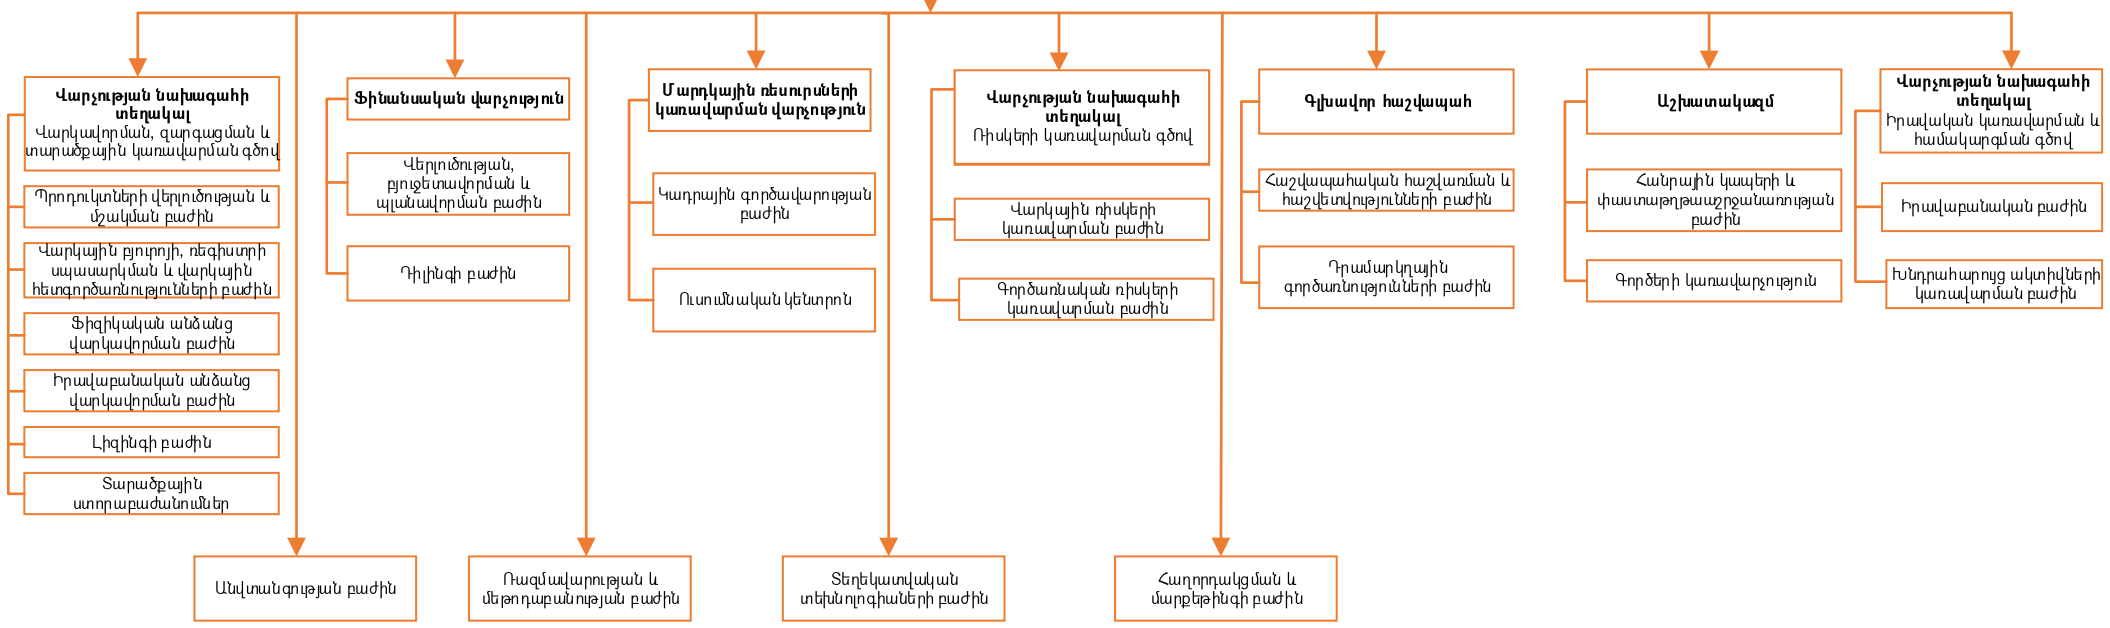 Վարչության նախագահի
տեղակալ
Վարկավորման, զարգացման և
տարածքային կառավարման գծով
Պրոդուկտների վերլուծության և
մշակման բաժին
Վարկային բյուրոյի, ռեգիստրի
սպասարկման և վարկային
հետգործառնությունների բաժին
Ֆիզիկական անձանց
վարկավորման բաժին
Իրավաբանական անձանց
վարկավորման բաժին
Լիզինգի բաժին
Տարածքային
ստորաբաժանումներ
Ֆինանսական վարչություն
Վերլուծության,
բյուջետավորման և
պլանավորման բաժին
Դիլինգի բաժին
Մարդկային ռեսուրսների
կառավարման վարչություն
Կադրային գործավարության
բաժին
Ուսումնական կենտրոն
Վարչության նախագահի
տեղակալ
Ռիսկերի կառավարման գծով
Վարկային ռիսկերի
կառավարման բաժին
Գործառնական ռիսկերի
կառավարման բաժին
Գլխավոր հաշվապահ
Հաշվապահական հաշվառման և
հաշվետվությունների բաժին
Դրամարկղային
գործառնությունների բաժին
Աշխատակազմ
Հանրային կապերի և
փաստաթղթաաշրջանառության
բաժին
Գործերի կառավարչություն
Վարչության նախագահի
տեղակալ
Իրավական կառավարման և
համակարգման գծով
Իրավաբանական բաժին
Խնդրահարույց ակտիվների
կառավարման բաժին
Անվտանգության բաժին
Ռազմավարության և
մեթոդաբանության բաժին
Տեղեկատվական
տեխնոլոգիաների բաժին
Հաղորդակցման և
մարքեթինգի բաժին